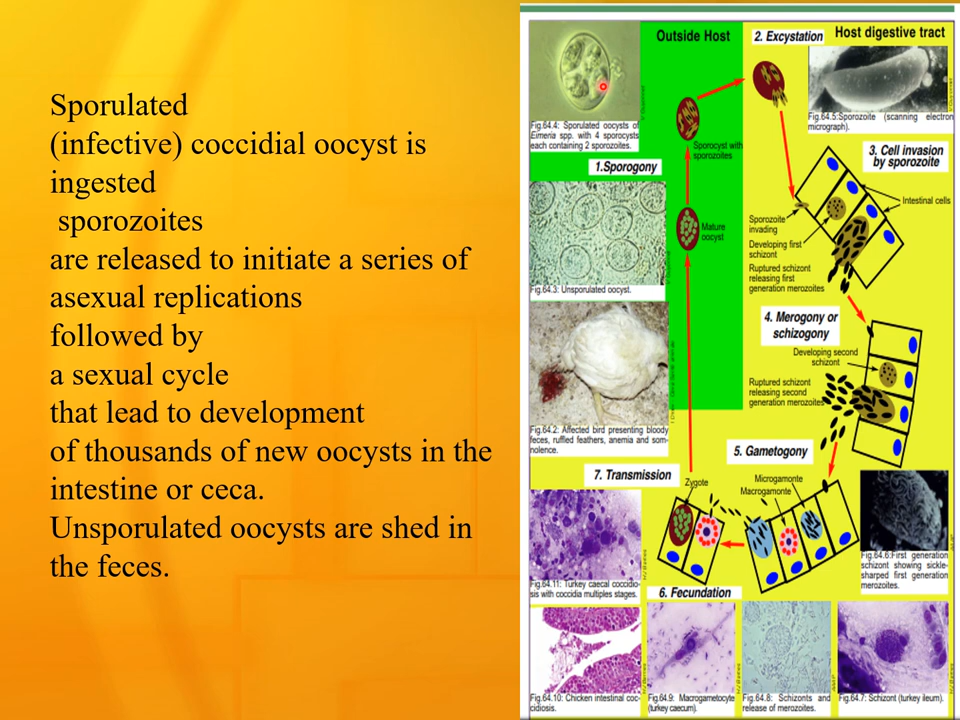 Sporulated
(infective) coccidial oocyst is
ingested
sporozoites
are released to initiate a series of
asexual replications
followed by
a sexual cycle
that lead to development
of thousands of new oocysts in the
intestine or ceca.
Unsporulated oocysts are shed in
the feces.
Outside Host
2. Excystation
Host digestive tract
Fig.64.4: Sporulated oocysts of
Eimeria spp. with 4 sporocysts
each containing 2 sporozoites.
Fig.64.5:Sporozoite (scanning electron
micrograph).
Sporocyst with
sporozoites
3. Cell invasion
by sporozoite
1.Sporogony
Intestinal cells
Mature
oocyst
Sporozoite
invading
Developing first
schizont
Ruptured schizont
releasing first
generation merozoites
Fig.64.3: Unsporulated oocyst.
4. Merogony or
schizogony
Developing second
schizont
Ruptured schizont
releasing second
generation merozoites
Fig.64.2: Affected bird presenting bloody
feces, ruffled feathers, anemia and som-
nolence.
5. Gametogony
7. Transmission
Zygote
Microgamonte
Macrogamonte
Fig.64.6:First generation
schizont showing sickle-
sharped first generation
merozoites.
Fig.64.11: Turkey caecal coccidio-
sis with coccidia multiples stages.
6. Fecundation
Fig.64.10: Chicken intestinal coc-
cidiosis.
Fig.64.9: Macrogametocyte
(turkey caecum).
Fig.64.8: Schizonts and
release of merozoites.
Fig.64.7: Schizont (turkey ileum).